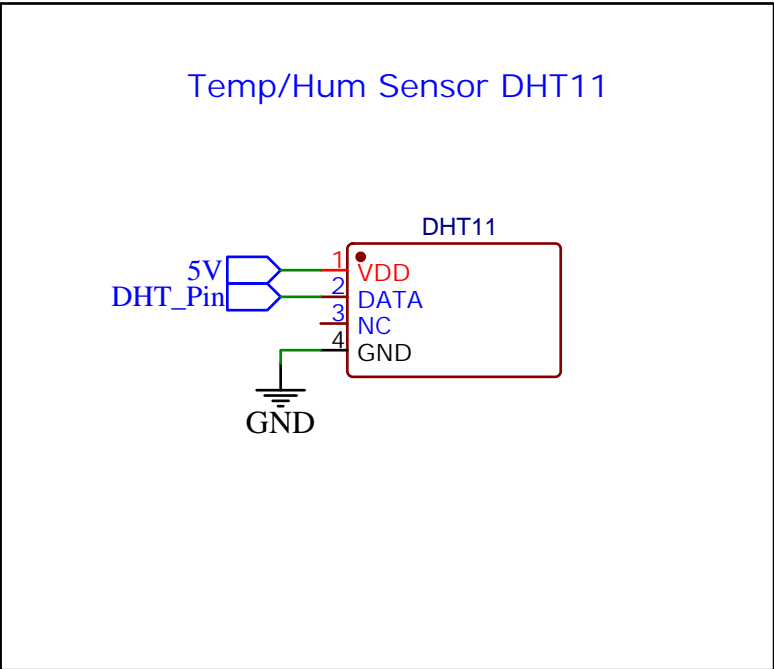 Temp/Hum Sensor DHT11
DHT11
5V
1
VDD
DHT_Pin
2
DATA
3
NC
4
GND
GND